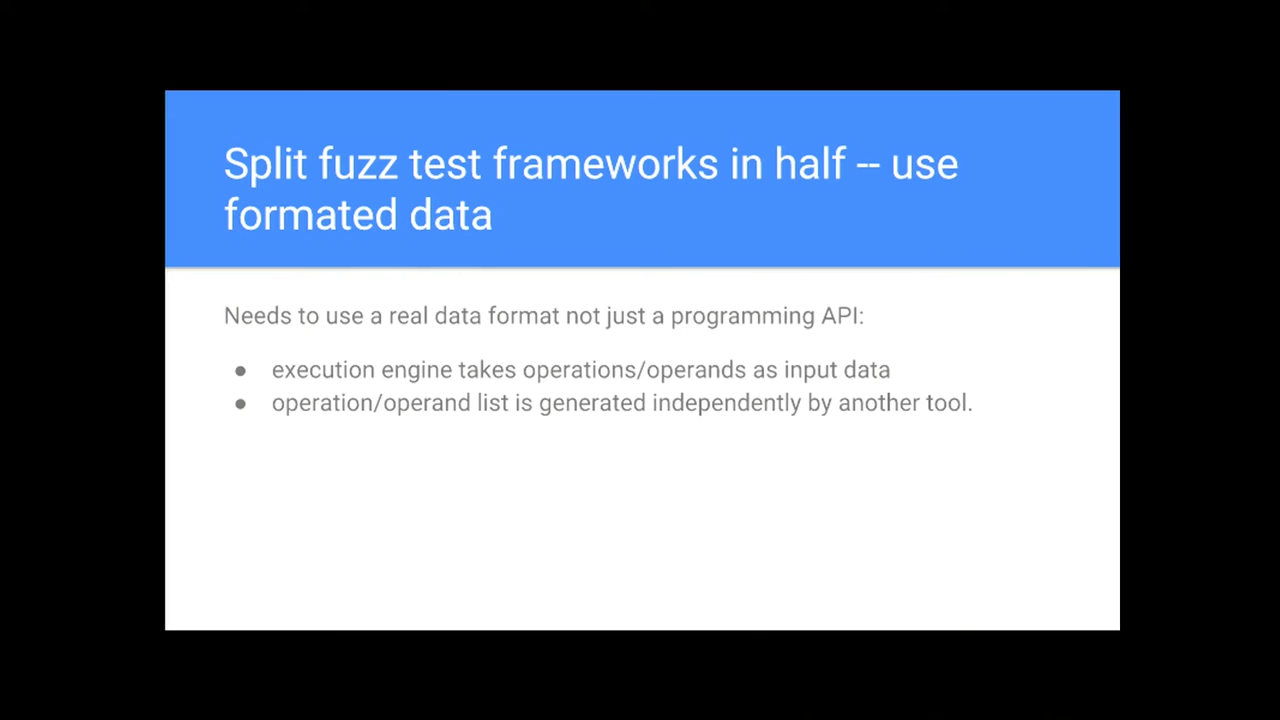 Split fuzz test frameworks in half -- use
formated data
Needs to use a real data format not just a programming API:
● execution engine takes operations/operands as input data
● operation/operand list is generated independently by another tool.